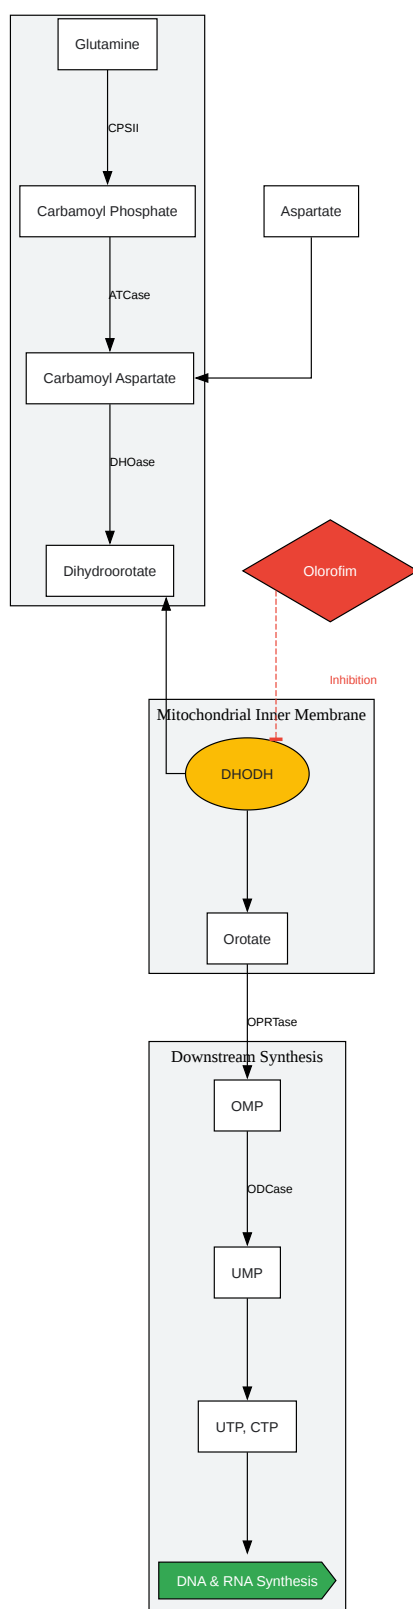 Glutamine
CPSII
Carbamoyl Phosphate
Aspartate
ATCase
Carbamoyl Aspartate
DHOase
Dihydroorotate
Olorofim
Inhibition
Mitochondrial Inner Membrane
DHODH
Orotate
OPRTase
Downstream Synthesis
OMP
ODCase
UMP
UTP, CTP
DNA & RNA Synthesis